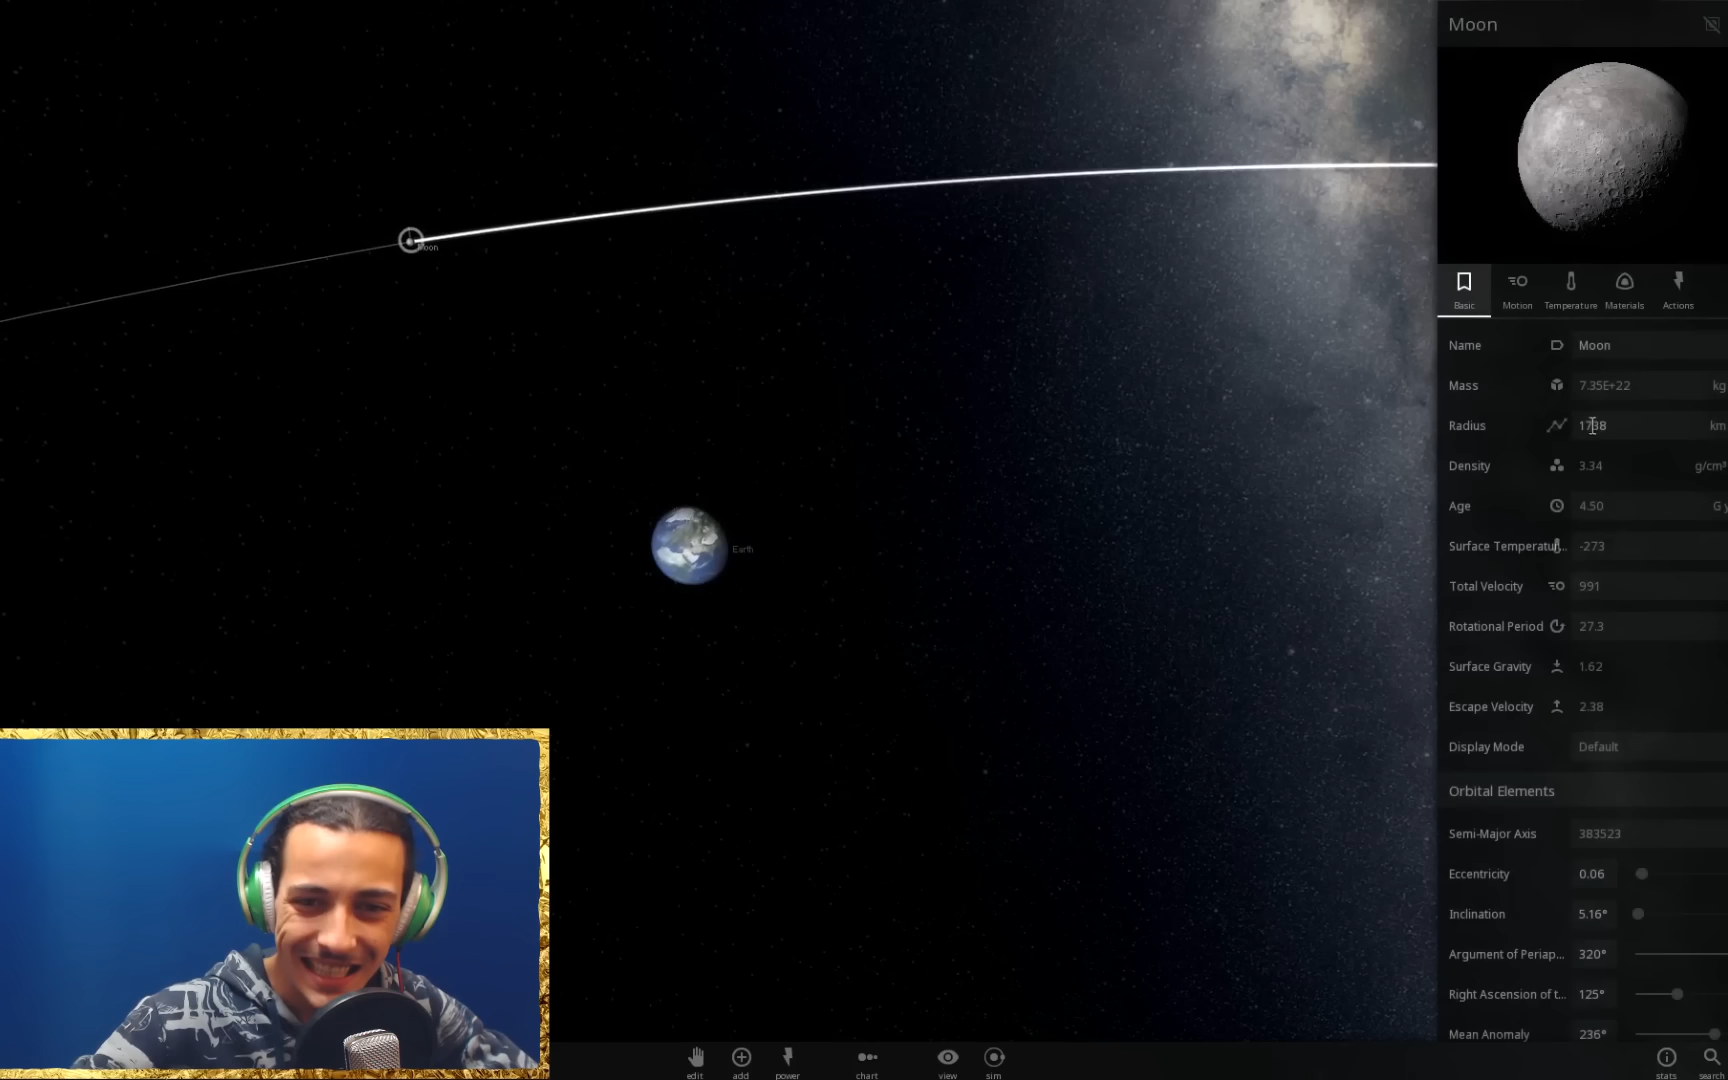 Moon
Moon
Earth
Basic Motion Temperature Materials Actions
Name Moon
Mass 7.35E+22 kg
Radius 1738 km
Density 3.34 g/cm³
Age 4.50 G y
Surface Temperatur... -273
Total Velocity 991
Rotational Period 27.3
Surface Gravity 1.62
Escape Velocity 2.38
Display Mode Default
Orbital Elements
Semi-Major Axis 383523
Eccentricity 0.06
Inclination 5.16°
Argument of Periap... 320°
Right Ascension of t... 125°
Mean Anomaly 236°
edit add power chart view sim stats search